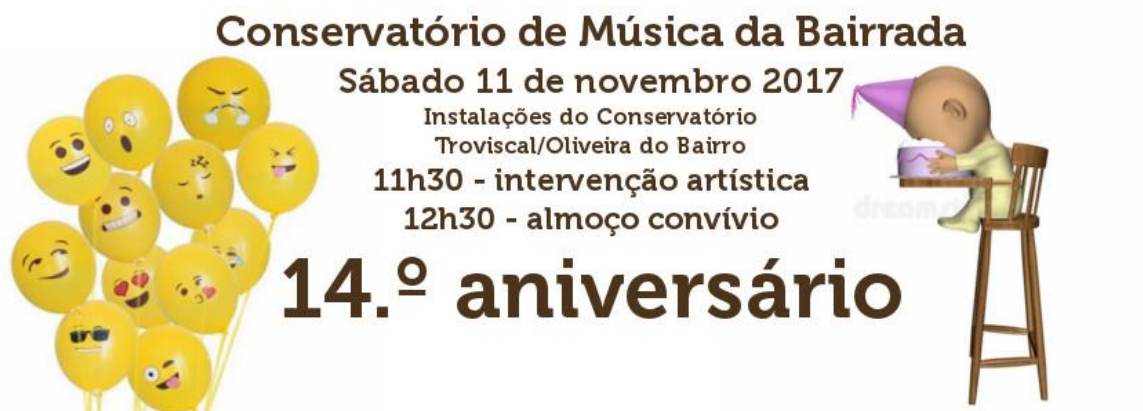 Conservatório de Música da Bairrada
Sábado 11 de novembro 2017
Instalações do Conservatório
Troviscal/Oliveira do Bairro
11h30 - intervenção artística
12h30 - almoço convívio
14.º aniversário
zzz